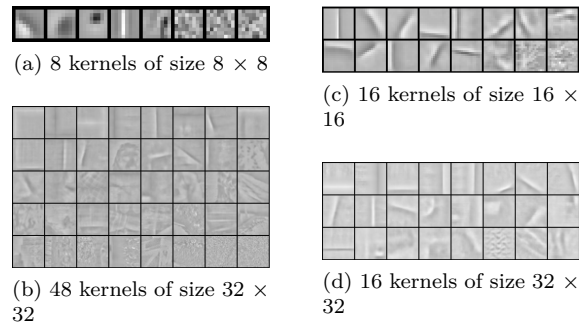 (a) 8 kernels of size 8 × 8
(b) 48 kernels of size 32 ×
32
(c) 16 kernels of size 16 ×
16
(d) 16 kernels of size 32 ×
32